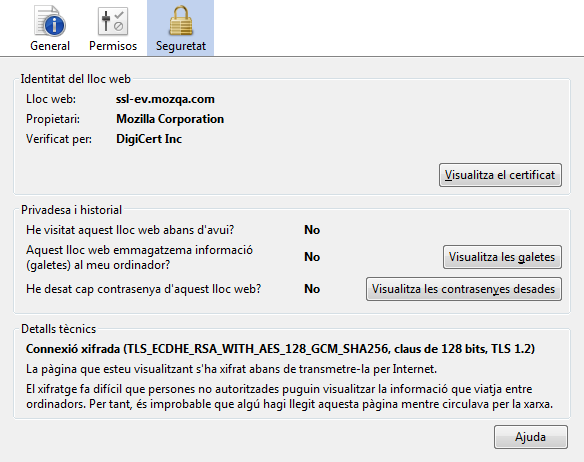 General
Permisos
Seguretat
Identitat del lloc web
Lloc web: ssl-ev.mozqa.com
Propietari: Mozilla Corporation
Verificat per: DigiCert Inc
Visualitza el certificat
Privadesa i historial
He visitat aquest lloc web abans d'avui? No
Aquest lloc web emmagatzema informació
(galetes) al meu ordinador? No
Visualitza les galetes
He desat cap contrasenya d'aquest lloc web? No
Visualitza les contrasenyes desades
Detalls tècnics
Connexió xifrada (TLS_ECDHE_RSA_WITH_AES_128_GCM_SHA256, claus de 128 bits, TLS 1.2)
La pàgina que esteu visualitzant s'ha xifrat abans de transmetre-la per Internet.
El xifratge fa difícil que persones no autoritzades puguin visualitzar la informació que viatja entre
ordinadors. Per tant, és improbable que algú hagi llegit aquesta pàgina mentre circulava per la xarxa.
Ajuda